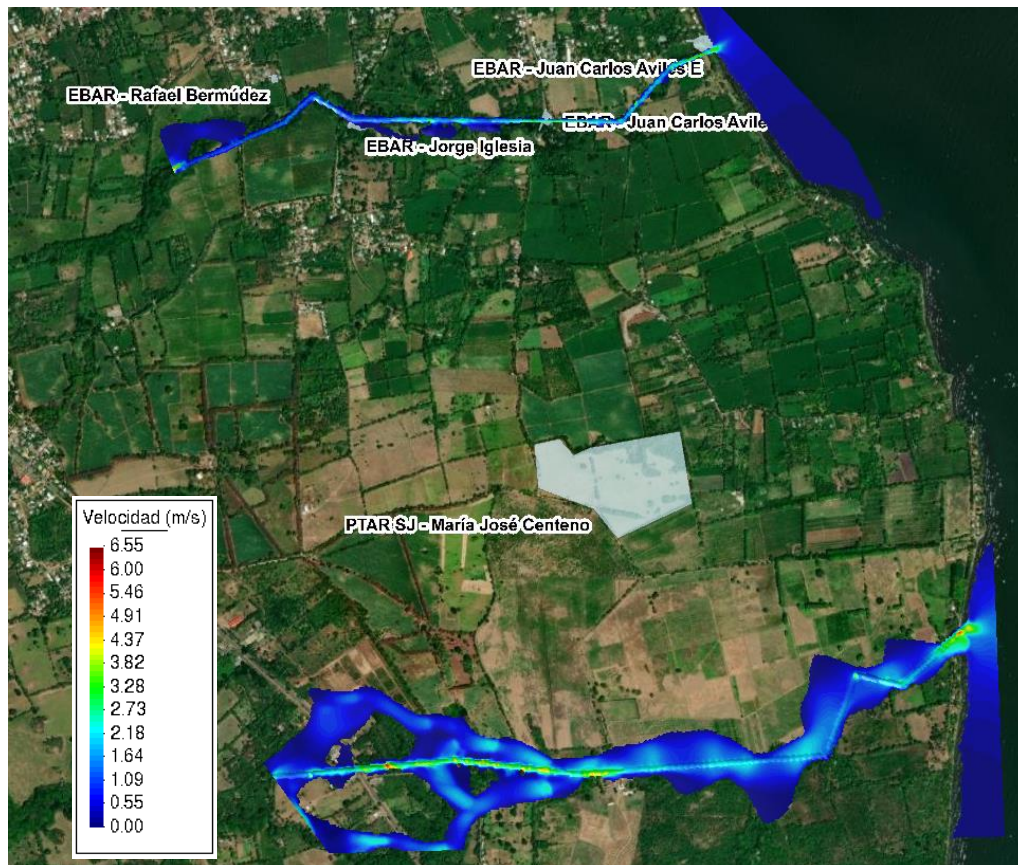 EBAR - Juan Carlos Avilés E
EBAR - Rafael Bermúdez
EBAR - Juan Carlos Avile
EBAR - Jorge Iglesia
PTAR SJ - María José Centeno
Velocidad (m/s)
6.55
6.00
5.46
4.91
4.37
3.82
3.28
2.73
2.18
1.64
1.09
0.55
0.00